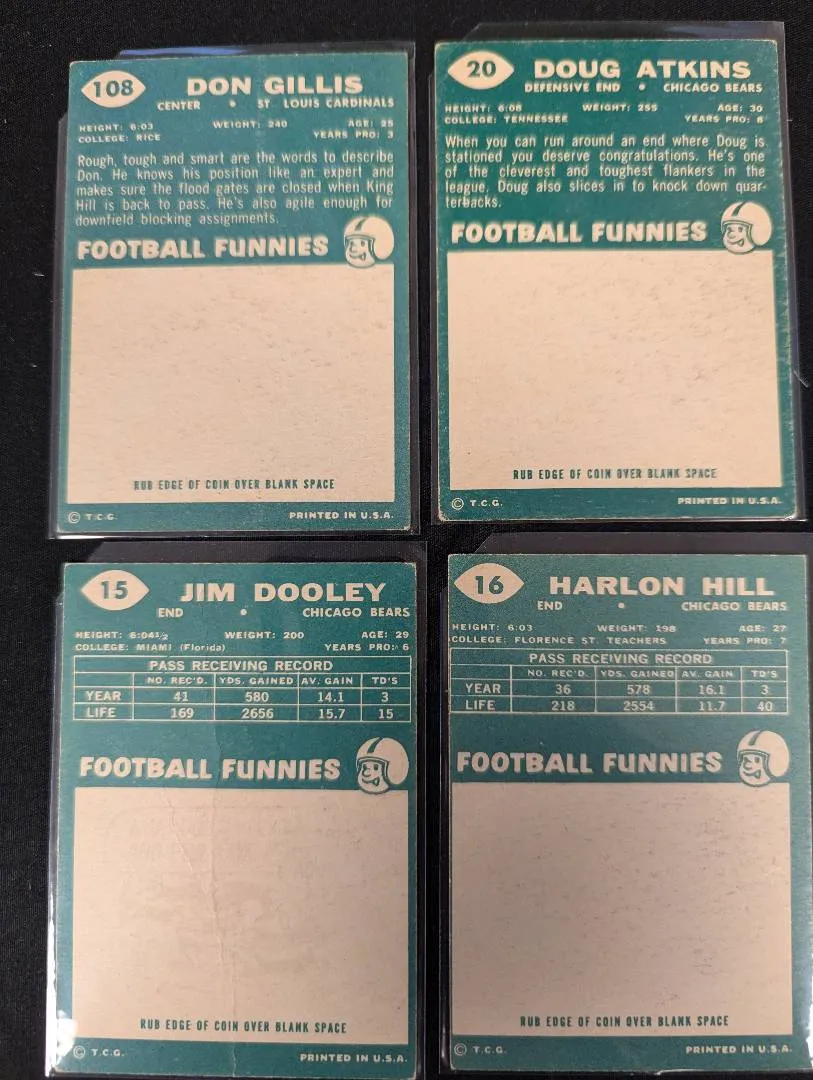 108 DON GILLIS
CENTER • ST LOUIS CARDINALS
HEIGHT: 6:03 WEIGHT: 240 AGE: 25
COLLEGE: RICE YEARS PRO: 3
Rough, tough and smart are the words to describe
Don. He knows his position like an expert and
makes sure the flood gates are closed when King
Hill is back to pass. He's also agile enough for
downfield blocking assignments.
FOOTBALL FUNNIES
RUB EDGE OF COIN OVER BLANK SPACE
© T.C.G. PRINTED IN U.S.A.
20 DOUG ATKINS
DEFENSIVE END • CHICAGO BEARS
HEIGHT: 6:08 WEIGHT: 255 AGE: 30
COLLEGE: TENNESSEE YEARS PRO: 8
When you can run around an end where Doug is
stationed you deserve congratulations. He's one
of the cleverest and toughest flankers in the
league. Doug also slices in to knock down quar-
terbacks.
FOOTBALL FUNNIES
RUB EDGE OF COIN OVER BLANK SPACE
© T.C.G. PRINTED IN U.S.A.
15 JIM DOOLEY
END • CHICAGO BEARS
HEIGHT: 6:04½ WEIGHT: 200 AGE: 29
COLLEGE: MIAMI (Florida) YEARS PRO: 6
PASS RECEIVING RECORD
NO. REC'D. YDS. GAINED AV. GAIN TD'S
YEAR 41 580 14.1 3
LIFE 169 2656 15.7 15
FOOTBALL FUNNIES
RUB EDGE OF COIN OVER BLANK SPACE
© T.C.G. PRINTED IN U.S.A.
16 HARLON HILL
END • CHICAGO BEARS
HEIGHT: 6:03 WEIGHT: 198 AGE: 27
COLLEGE: FLORENCE ST. TEACHERS YEARS PRO: 7
PASS RECEIVING RECORD
NO. REC'D. YDS. GAINED AV. GAIN TD'S
YEAR 36 578 16.1 3
LIFE 218 2554 11.7 40
FOOTBALL FUNNIES
RUB EDGE OF COIN OVER BLANK SPACE
© T.C.G. PRINTED IN U.S.A.